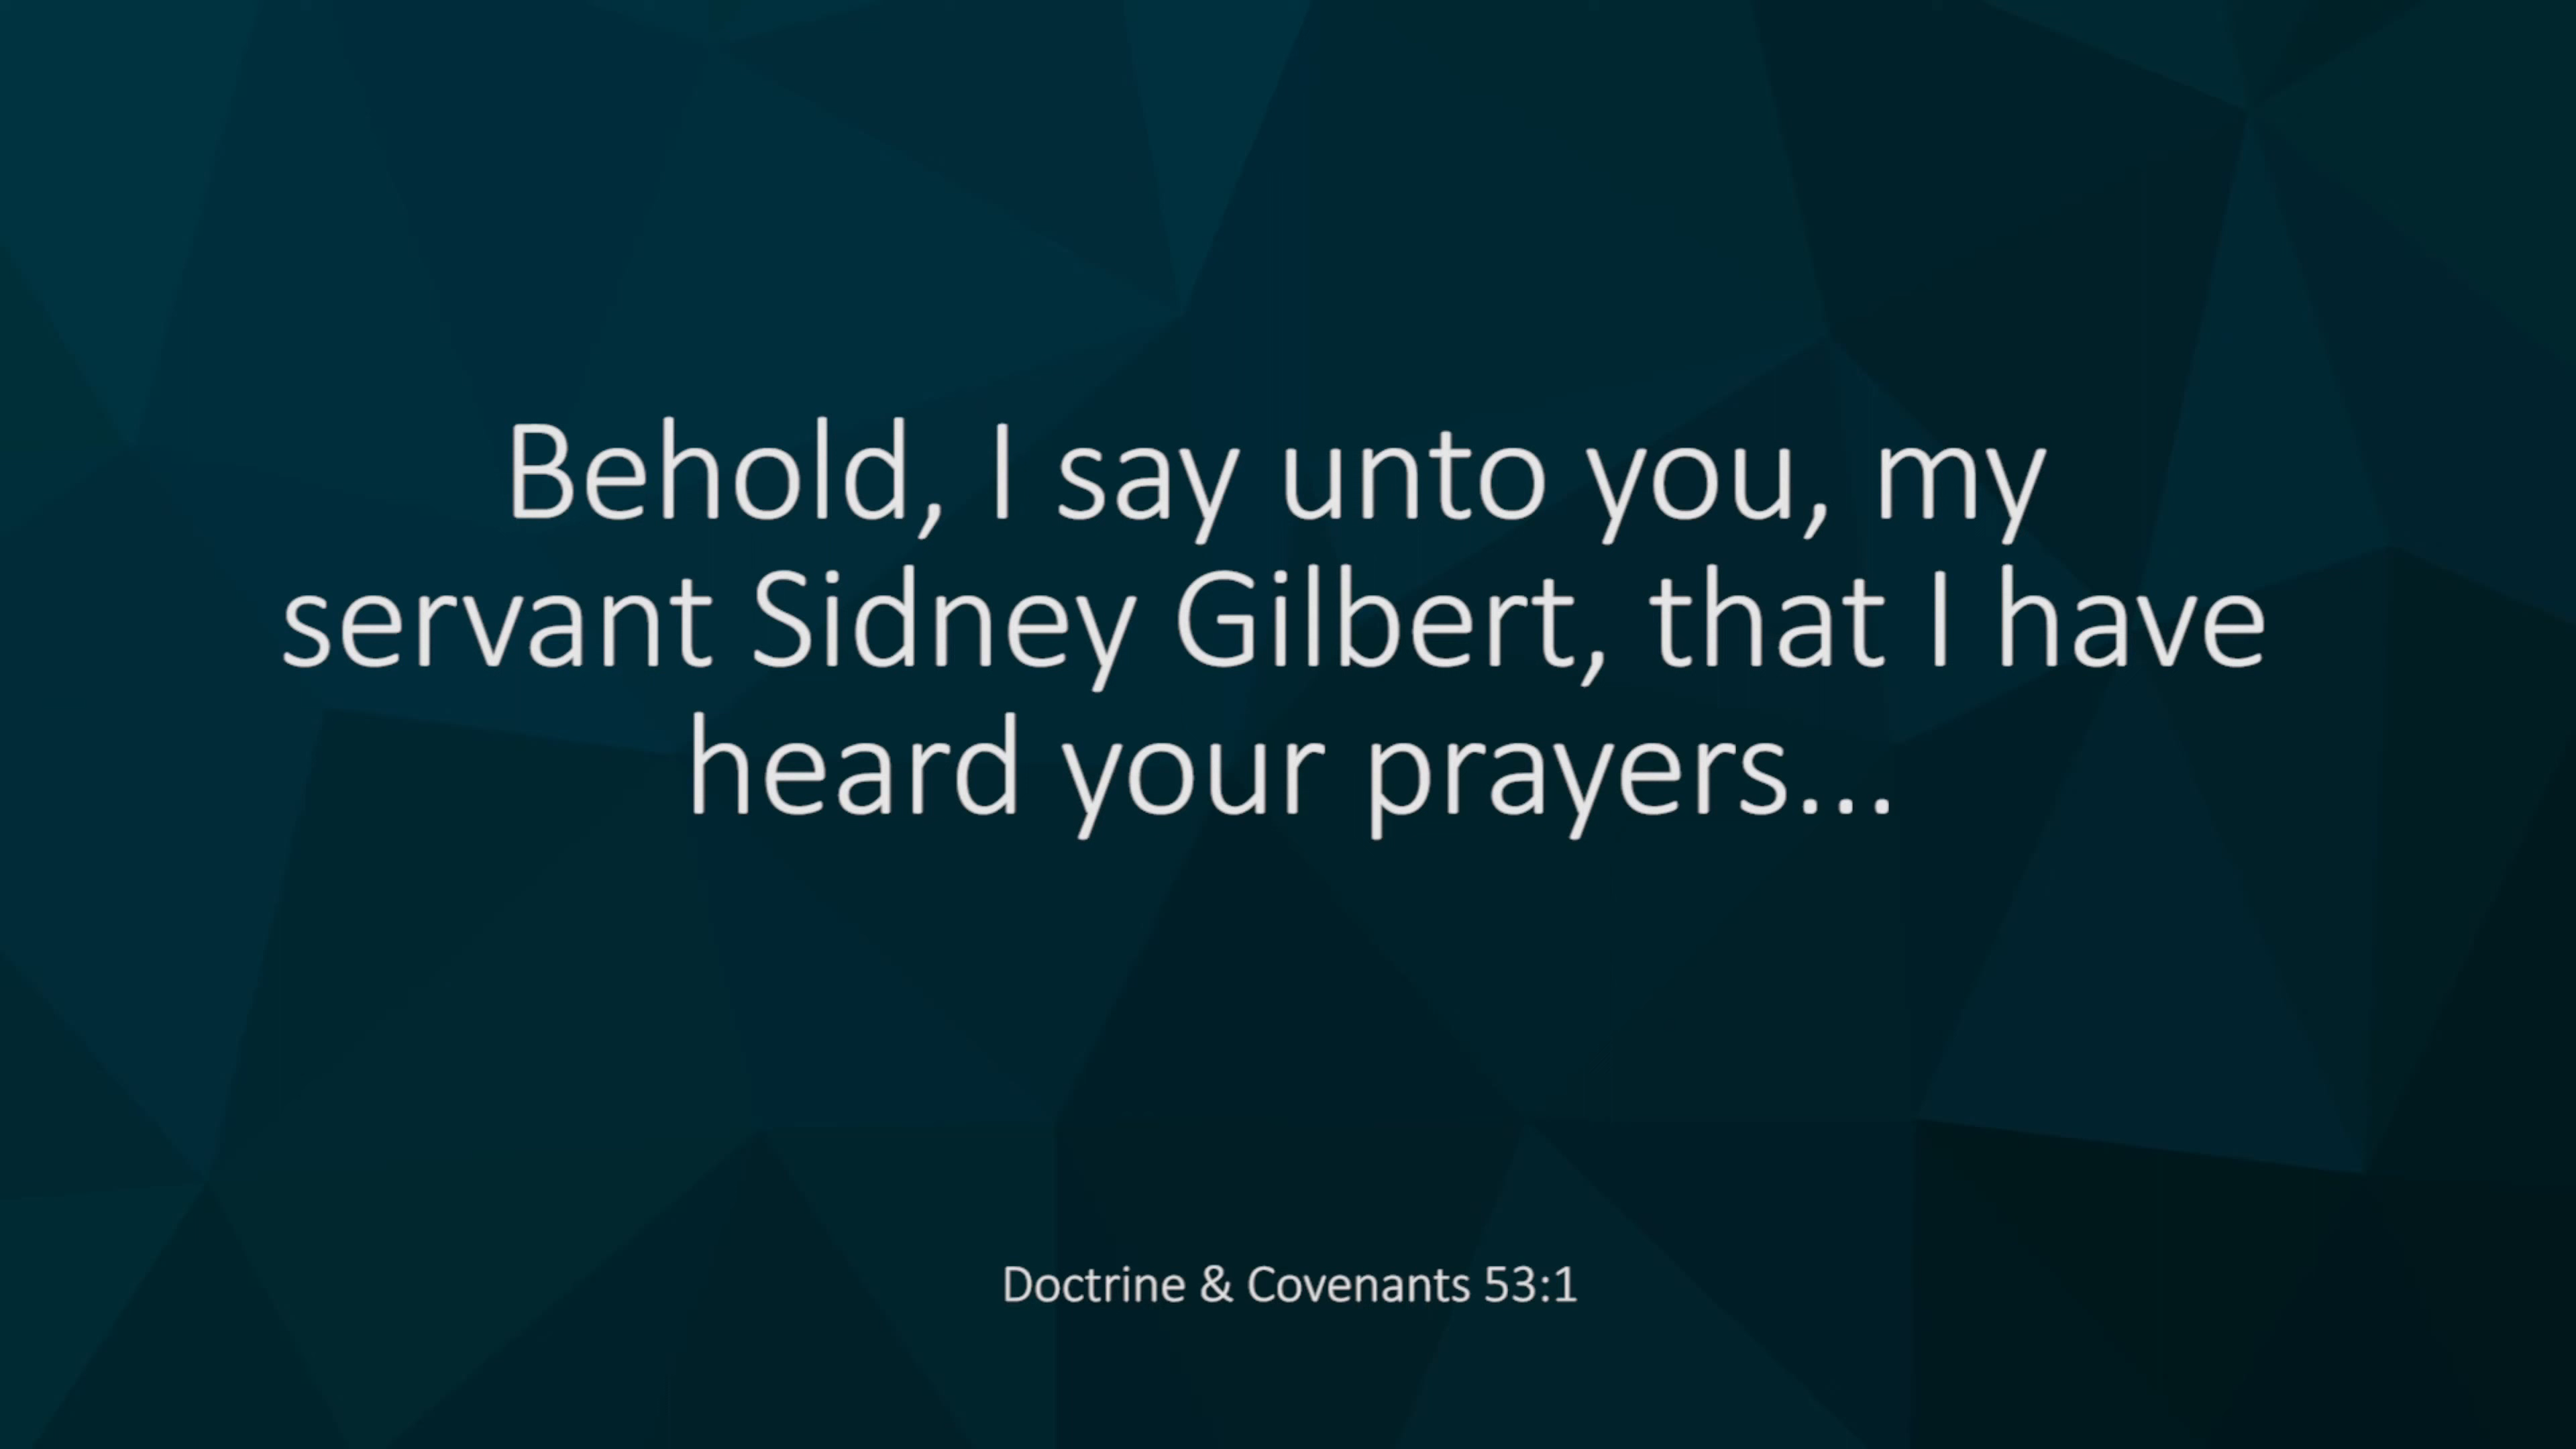 Behold, I say unto you, my
servant Sidney Gilbert, that I have
heard your prayers...
Doctrine & Covenants 53:1